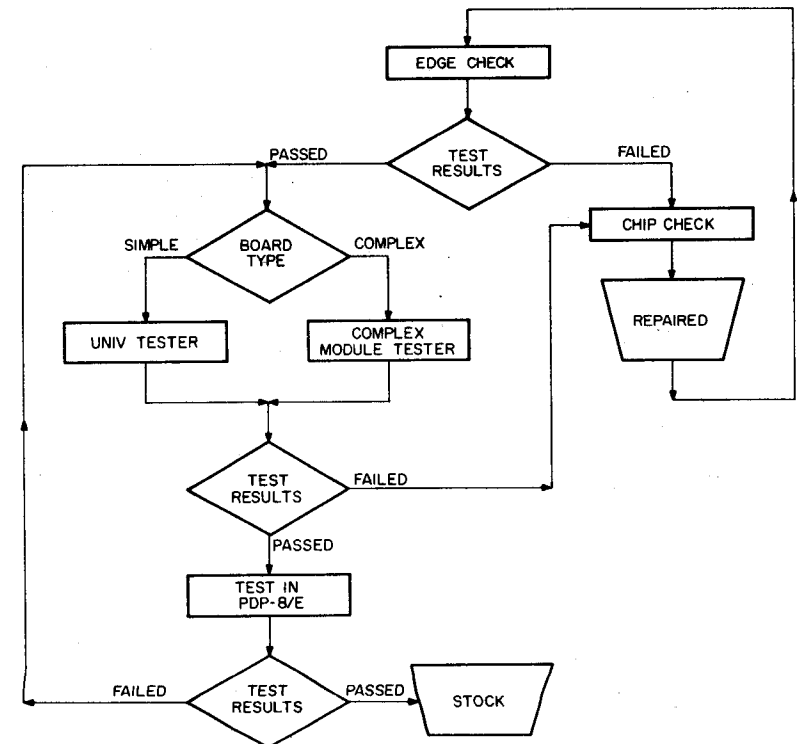 EDGE CHECK
TEST
RESULTS
PASSED
FAILED
CHIP CHECK
REPAIRED
BOARD
TYPE
SIMPLE
COMPLEX
UNIV TESTER
COMPLEX
MODULE TESTER
TEST
RESULTS
FAILED
PASSED
TEST IN
PDP-8/E
TEST
RESULTS
FAILED
PASSED
STOCK